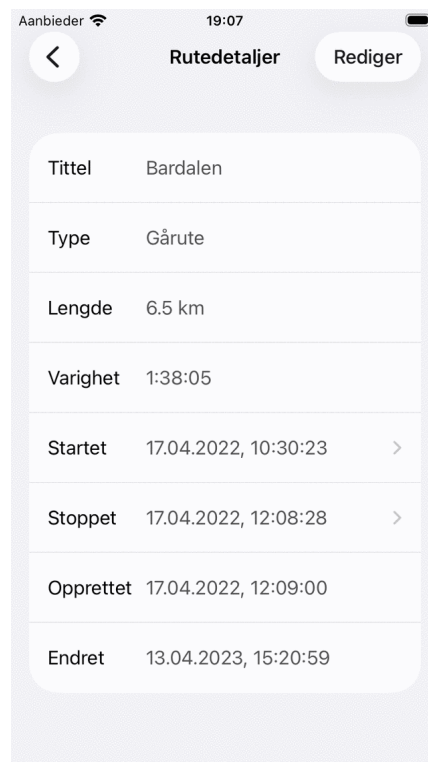 Aanbieder 19:07
Rutedetaljer Rediger
Tittel Bardalen
Type Gårute
Lengde 6.5 km
Varighet 1:38:05
Startet 17.04.2022, 10:30:23
Stoppet 17.04.2022, 12:08:28
Opprettet 17.04.2022, 12:09:00
Endret 13.04.2023, 15:20:59